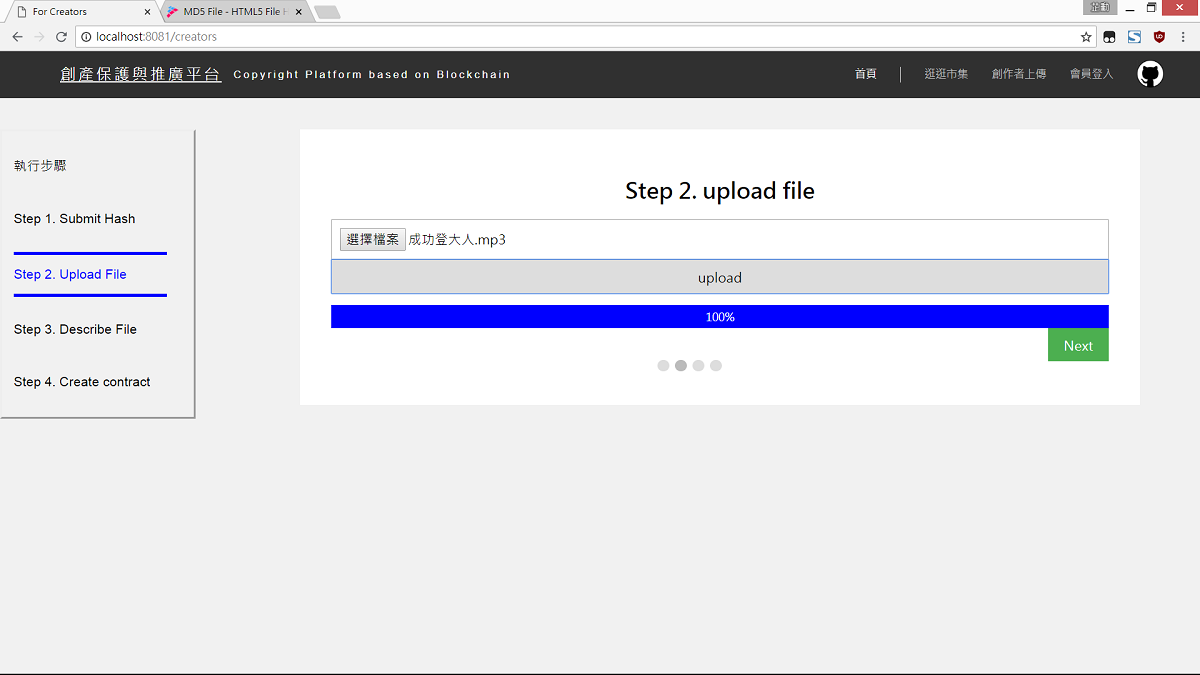 For Creators
MD5 File - HTML5 File H
localhost:8081/creators
創產保護與推廣平台 Copyright Platform based on Blockchain
首頁 逛逛市集 創作者上傳 會員登入
執行步驟
Step 1. Submit Hash
Step 2. Upload File
Step 3. Describe File
Step 4. Create contract
Step 2. upload file
選擇檔案 成功登大人.mp3
upload
100%
Next